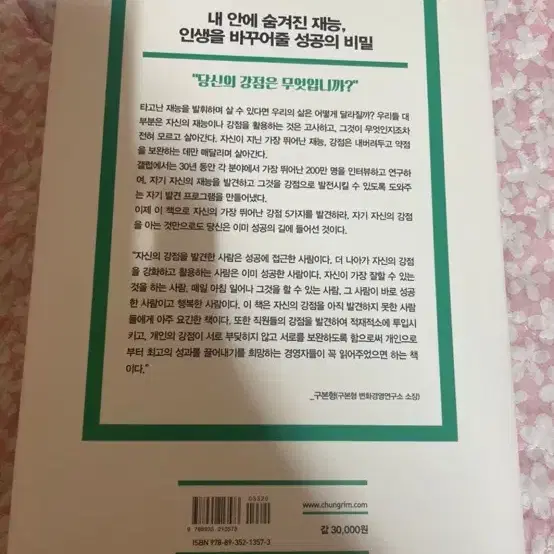 내 안에 숨겨진 재능,
인생을 바꾸어줄 성공의 비밀
"당신의 강점은 무엇입니까?"
타고난 재능을 발휘하며 살 수 있다면 우리의 삶은 어떻게 달라질까? 우리들 대
부분은 자신의 재능이나 강점을 활용하는 것은 고사하고, 그것이 무엇인지조차
전혀 모르고 살아간다. 자신이 지닌 가장 뛰어난 재능, 강점은 내버려두고 약점
을 보완하는 데만 매달리며 살아간다.
갤럽에서는 30년 동안 각 분야에서 가장 뛰어난 200만 명을 인터뷰하고 연구하
여, 자기 자신의 재능을 발견하고 그것을 강점으로 발전시킬 수 있도록 도와주
는 자기 발견 프로그램을 만들어냈다.
이제 이 책으로 자신의 가장 뛰어난 강점 5가지를 발견하라. 자기 자신의 강점
을 아는 것만으로도 당신은 이미 성공의 길에 들어선 것이다.
"자신의 강점을 발견한 사람은 성공에 접근한 사람이다. 더 나아가 자신의 강점
을 강화하고 활용하는 사람은 이미 성공한 사람이다. 자신이 가장 잘할 수 있는
것을 하는 사람, 매일 아침 일어나 그것을 할 수 있는 사람, 그 사람이 바로 성공
한 사람이고 행복한 사람이다. 이 책은 자신의 강점을 아직 발견하지 못한 사람
들에게 아주 요긴한 책이다. 또한 직원들의 강점을 발견하여 적재적소에 투입시
키고, 개인의 강점이 서로 부딪히지 않고 서로를 보완하도록 함으로써 개인으로
부터 최고의 성과를 끌어내기를 희망하는 경영자들이 꼭 읽어주었으면 하는 책
이다."
_구본형(구본형 변화경영연구소 소장)
03320
9 788935 213573
ISBN 978-89-352-1357-3
www.chungrim.com
값 30,000원